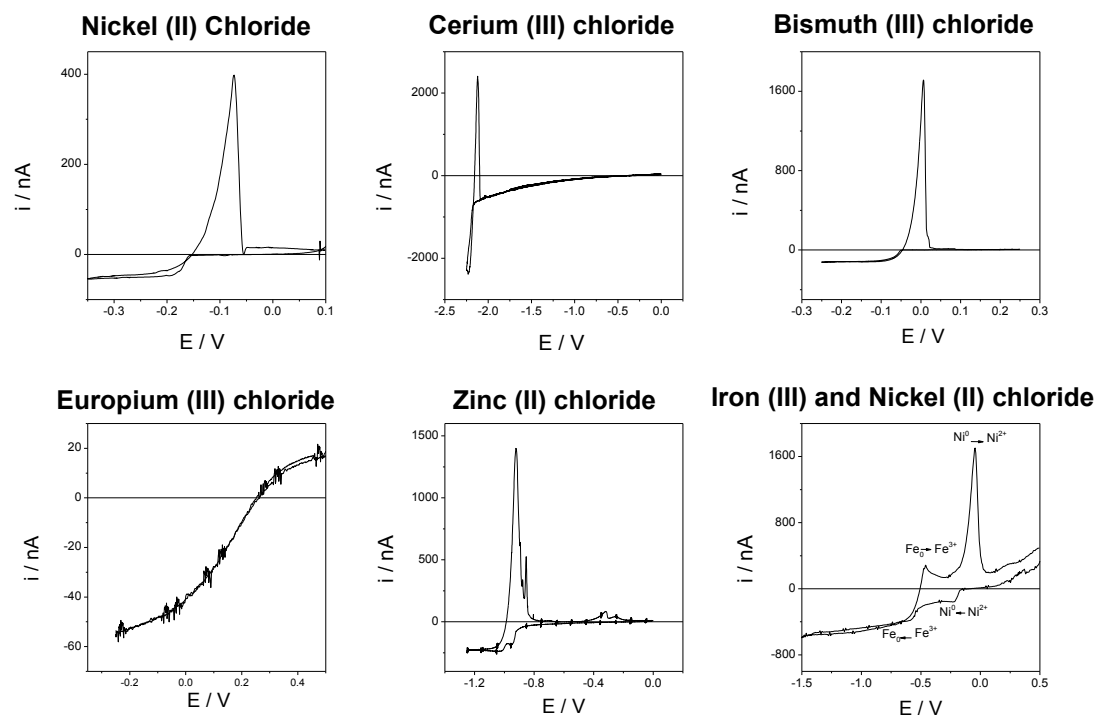 Nickel (II) Chloride
400
200
0
i / nA
-0.3
-0.2
-0.1
0.0
0.1
E / V
Cerium (III) chloride
2000
0
-2000
i / nA
-2.5
-2.0
-1.5
-1.0
-0.5
0.0
E / V
Bismuth (III) chloride
1600
800
0
i / nA
-0.3
-0.2
-0.1
0.0
0.1
0.2
0.3
E / V
Europium (III) chloride
20
0
-20
-40
-60
i / nA
-0.2
0.0
0.2
0.4
E / V
Zinc (II) chloride
1500
1000
500
0
i / nA
-1.2
-0.8
-0.4
0.0
E / V
Iron (III) and Nickel (II) chloride
1600
800
0
-800
i / nA
Ni⁰ → Ni²⁺
Fe₀ → Fe³⁺
Ni⁰ ← Ni²⁺
Fe₀ ← Fe³⁺
-1.5
-1.0
-0.5
0.0
0.5
E / V